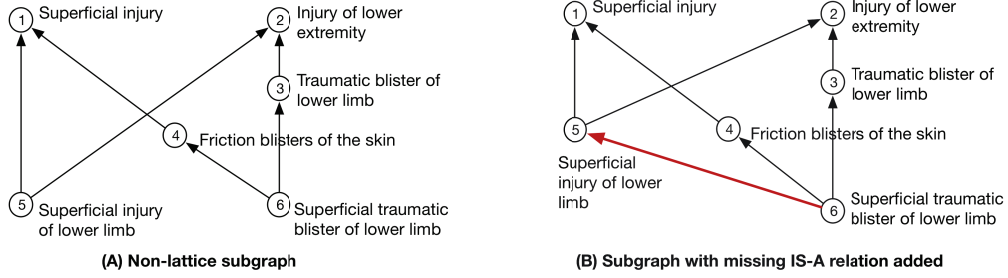 1
Superficial injury
2
Injury of lower
extremity
3
Traumatic blister of
lower limb
4
Friction blisters of the skin
5
Superficial injury
of lower limb
6
Superficial traumatic
blister of lower limb
(A) Non-lattice subgraph
1
Superficial injury
2
Injury of lower
extremity
3
Traumatic blister of
lower limb
4
Friction blisters of the skin
5
Superficial
injury of lower
limb
6
Superficial traumatic
blister of lower limb
(B) Subgraph with missing IS-A relation added